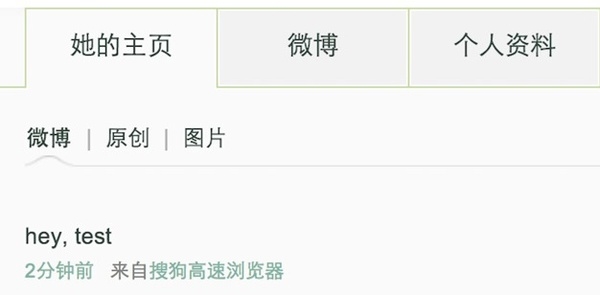 她的主页 微博 个人资料
微博 | 原创 | 图片
hey, test
2分钟前 来自搜狗高速浏览器